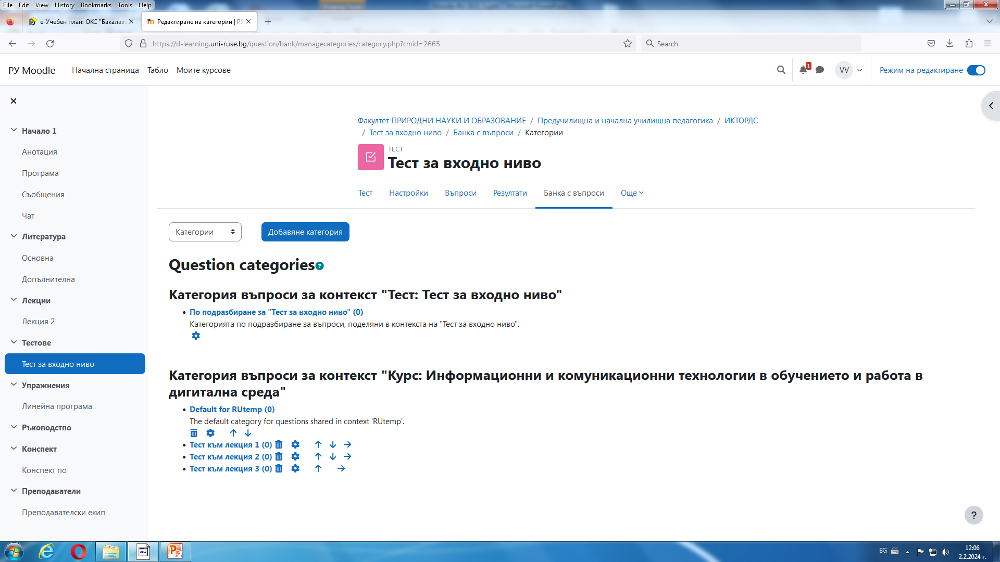 File Edit View History Bookmarks Tools Help
е-Учебен план: ОКС "Бакалавъ
Редактиране на категории | РУ
https://d-learning.uni-ruse.bg/question/bank/managecategories/category.php?cmid=2665
Search
РУ Moodle Начална страница Табло Моите курсове
1
VV
Режим на редактиране
Начало 1
Анотация
Програма
Съобщения
Чат
Литература
Основна
Допълнителна
Лекции
Лекция 2
Тестове
Тест за входно ниво
Упражнения
Линейна програма
Ръководство
Конспект
Конспект по
Преподаватели
Преподавателски екип
Факултет ПРИРОДНИ НАУКИ И ОБРАЗОВАНИЕ / Предучилищна и начална училищна педагогика / ИКТОРДС
/ Тест за входно ниво / Банка с въпроси / Категории
ТЕСТ
Тест за входно ниво
Тест Настройки Въпроси Резултати Банка с въпроси Още
Категории Добавяне категория
Question categories
Категория въпроси за контекст "Тест: Тест за входно ниво"
• По подразбиране за "Тест за входно ниво" (0)
Категорията по подразбиране за въпроси, поделяни в контекста на "Тест за входно ниво".
Категория въпроси за контекст "Курс: Информационни и комуникационни технологии в обучението и работа в
дигитална среда"
• Default for RUtemp (0)
The default category for questions shared in context 'RUtemp'.
• Тест към лекция 1 (0)
• Тест към лекция 2 (0)
• Тест към лекция 3 (0)
?
BG
12:06
2.2.2024 г.